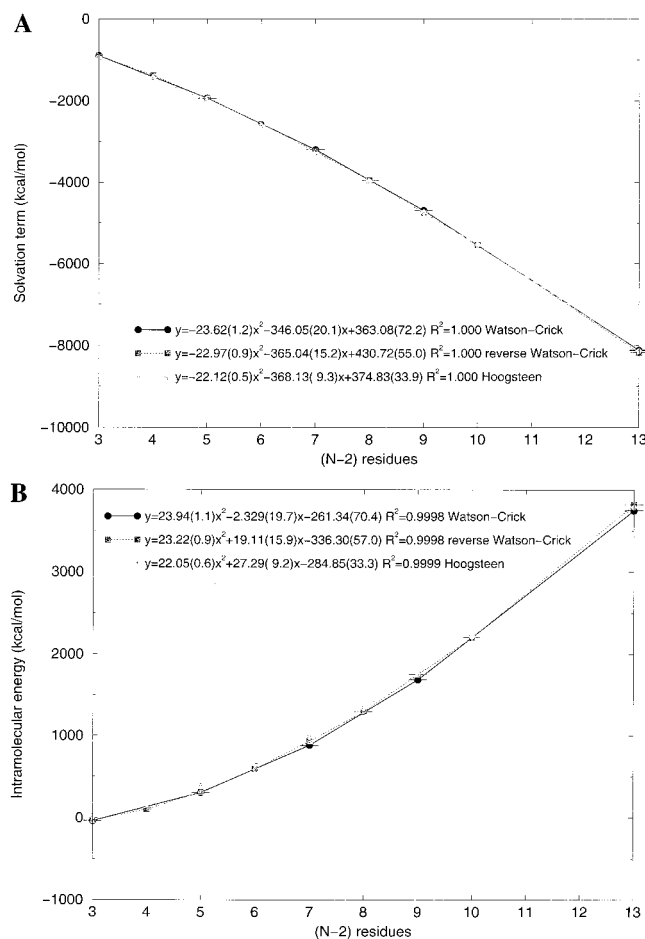 A
0
−2000
−4000
−6000
−8000
−10000
Solvation term (kcal/mol)
y=−23.62(1.2)x²−346.05(20.1)x+363.08(72.2) R²=1.000 Watson−Crick
y=−22.97(0.9)x²−365.04(15.2)x+430.72(55.0) R²=1.000 reverse Watson−Crick
y=−22.12(0.5)x²−368.13( 9.3)x+374.83(33.9) R²=1.000 Hoogsteen
3 4 5 6 7 8 9 10 11 12 13
(N−2) residues
B
4000
3000
2000
1000
0
−1000
Intramolecular energy (kcal/mol)
y=23.94(1.1)x²−2.329(19.7)x−261.34(70.4) R²=0.9998 Watson−Crick
y=23.22(0.9)x²+19.11(15.9)x−336.30(57.0) R²=0.9998 reverse Watson−Crick
y=22.05(0.6)x²+27.29( 9.2)x−284.85(33.3) R²=0.9999 Hoogsteen
3 4 5 6 7 8 9 10 11 12 13
(N−2) residues